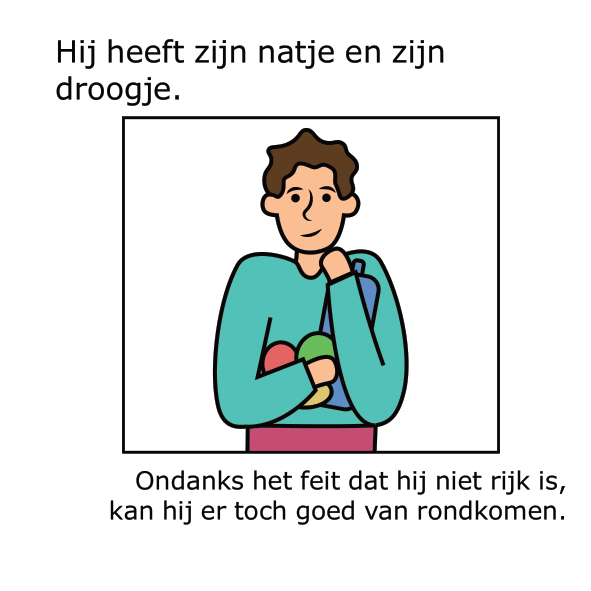 Hij heeft zijn natje en zijn
droogje.
Ondanks het feit dat hij niet rijk is,
kan hij er toch goed van rondkomen.